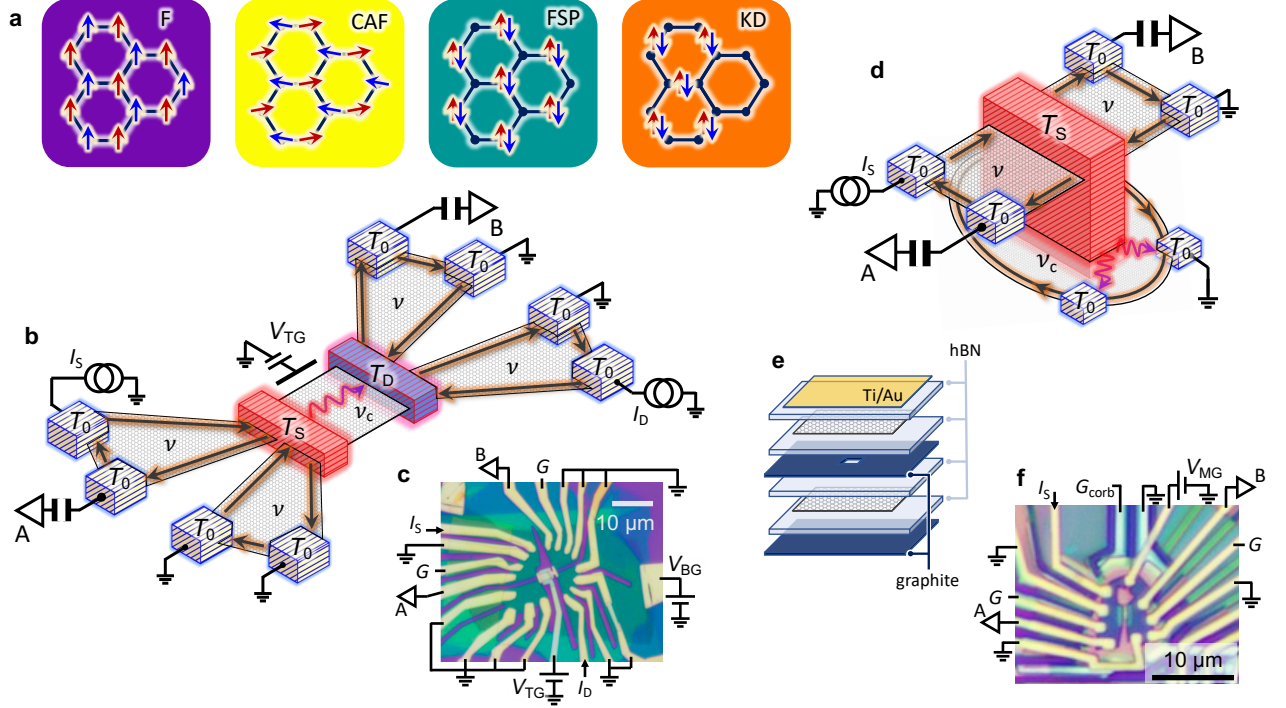 a
F
CAF
FSP
KD
b
I_S
T_0
T_0
A
ν
T_0
T_0
ν
V_TG
T_S
ν_c
T_D
T_0
T_0
B
ν
T_0
T_0
ν
I_D
c
B
G
10 µm
I_S
G
A
V_BG
V_TG
I_D
d
T_0
B
T_0
ν
T_S
I_S
T_0
ν
T_0
A
ν_c
T_0
T_0
e
hBN
Ti/Au
graphite
f
I_S
G_corb
V_MG
B
G
G
A
10 µm